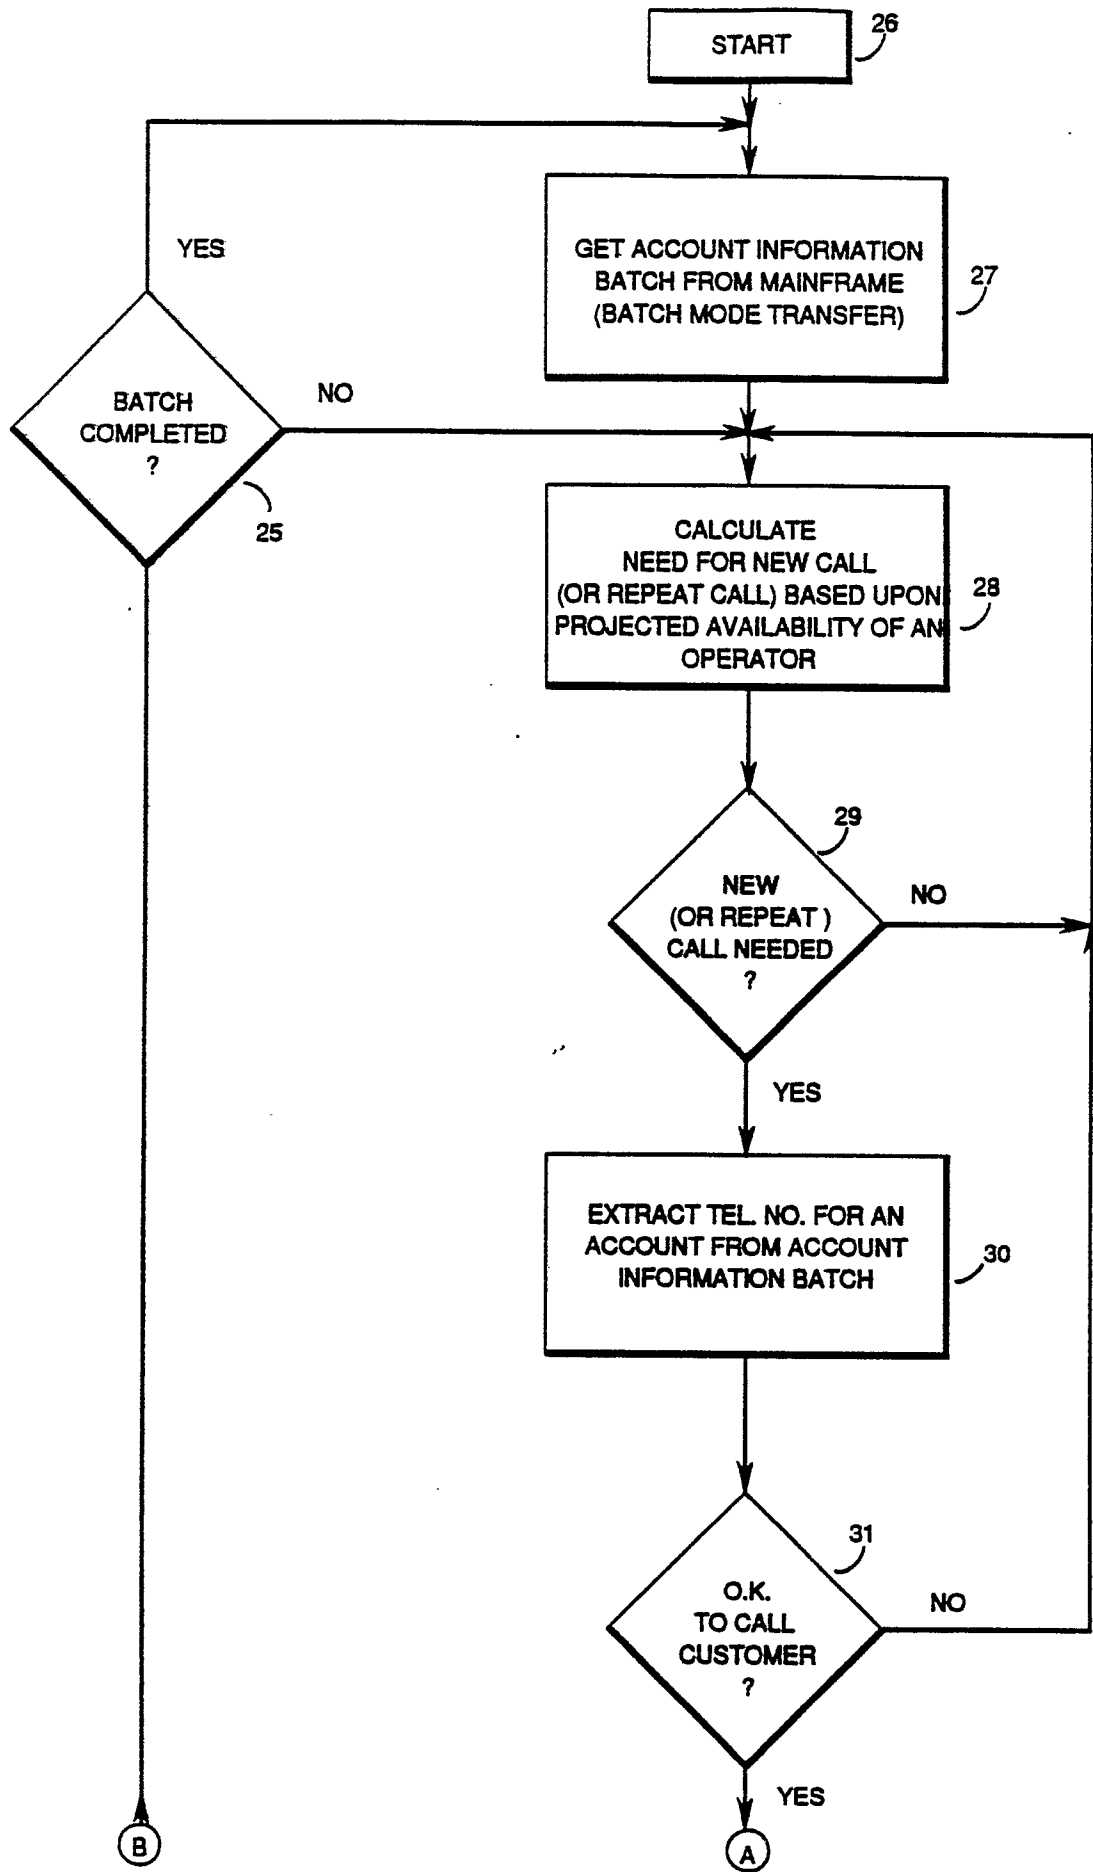 START
26
YES
GET ACCOUNT INFORMATION
BATCH FROM MAINFRAME
(BATCH MODE TRANSFER)
27
BATCH
COMPLETED
?
NO
25
CALCULATE
NEED FOR NEW CALL
(OR REPEAT CALL) BASED UPON
PROJECTED AVAILABILITY OF AN
OPERATOR
28
29
NEW
(OR REPEAT )
CALL NEEDED
?
NO
YES
EXTRACT TEL. NO. FOR AN
ACCOUNT FROM ACCOUNT
INFORMATION BATCH
30
31
O.K.
TO CALL
CUSTOMER
?
NO
YES
B
A